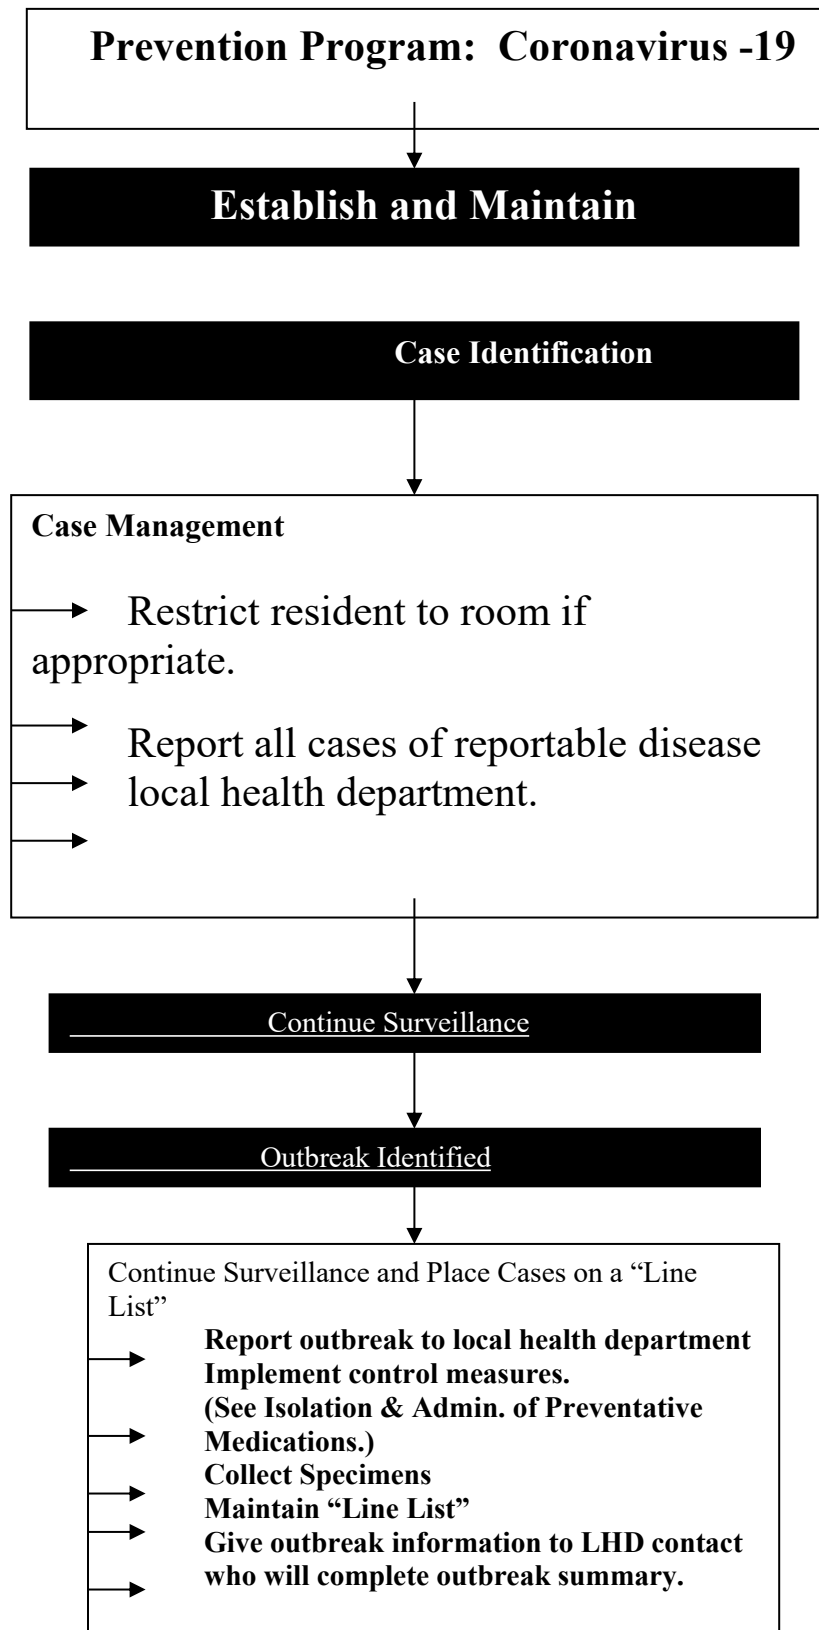 Prevention Program: Coronavirus -19
Establish and Maintain
Case Identification
Case Management
Restrict resident to room if
appropriate.
Report all cases of reportable disease
local health department.
Continue Surveillance
Outbreak Identified
Continue Surveillance and Place Cases on a “Line
List”
Report outbreak to local health department
Implement control measures.
(See Isolation & Admin. of Preventative
Medications.)
Collect Specimens
Maintain “Line List”
Give outbreak information to LHD contact
who will complete outbreak summary.